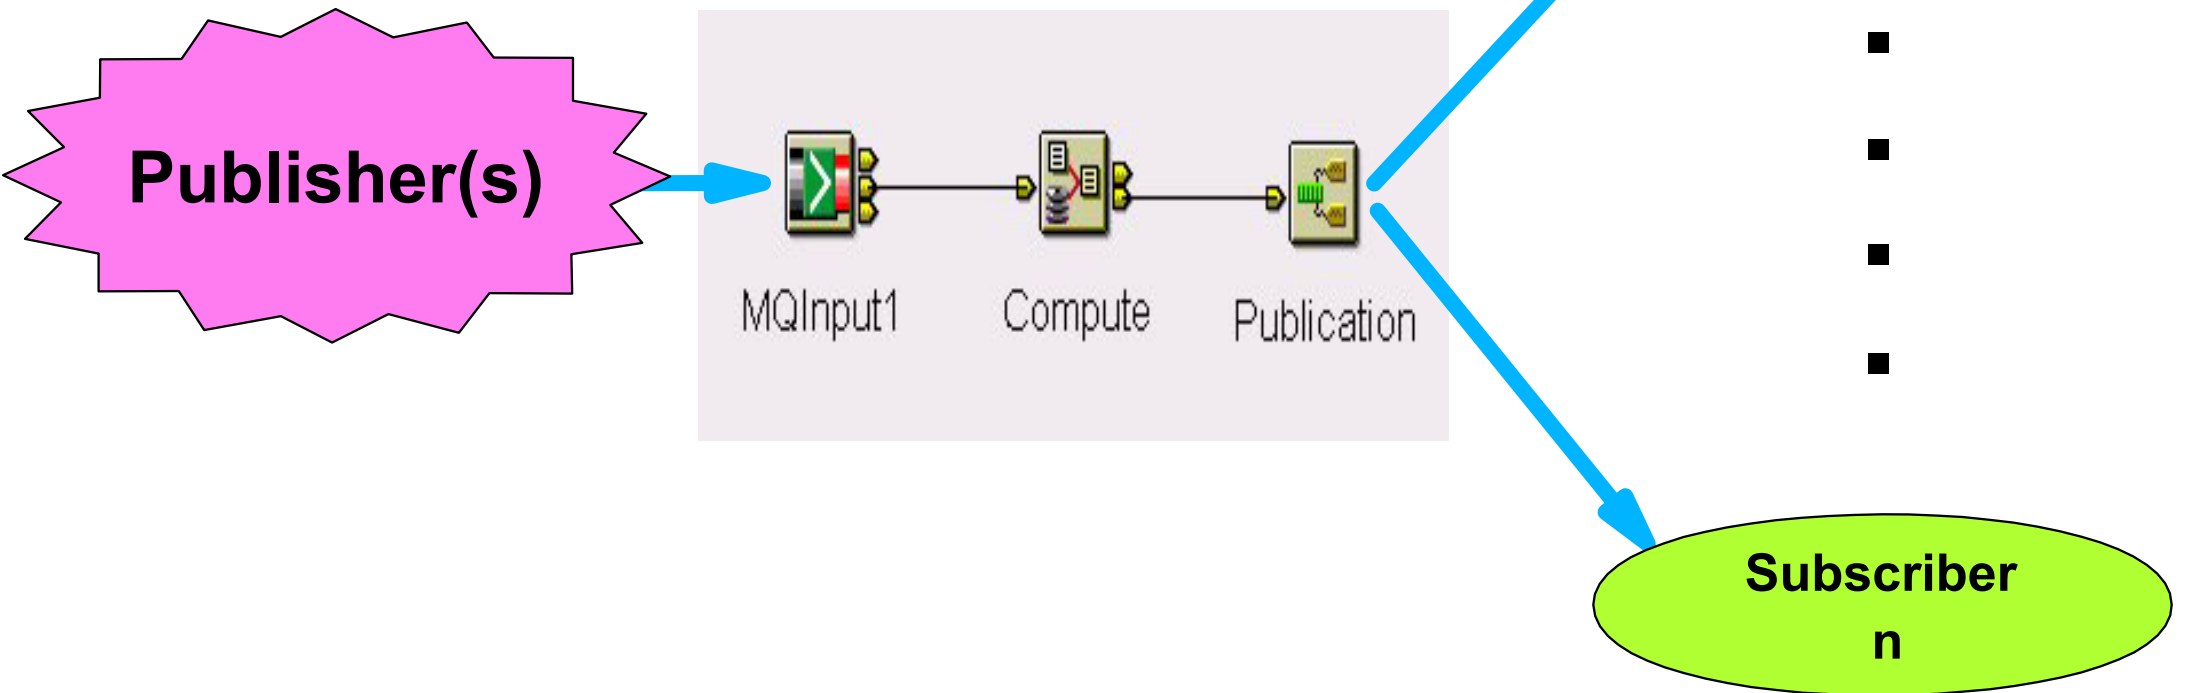 Publisher(s)
MQInput1
Compute
Publication
Subscriber
n